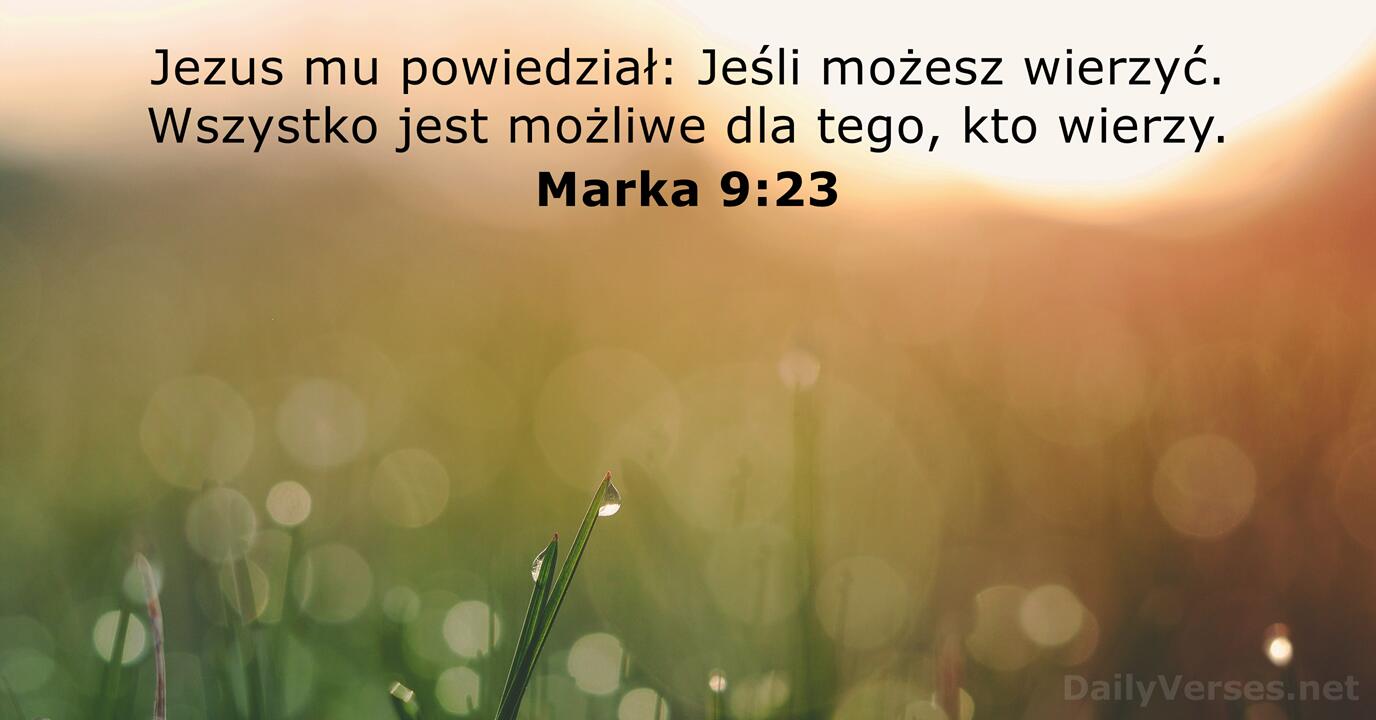 Jezus mu powiedział: Jeśli możesz wierzyć.
Wszystko jest możliwe dla tego, kto wierzy.
Marka 9:23
DailyVerses.net